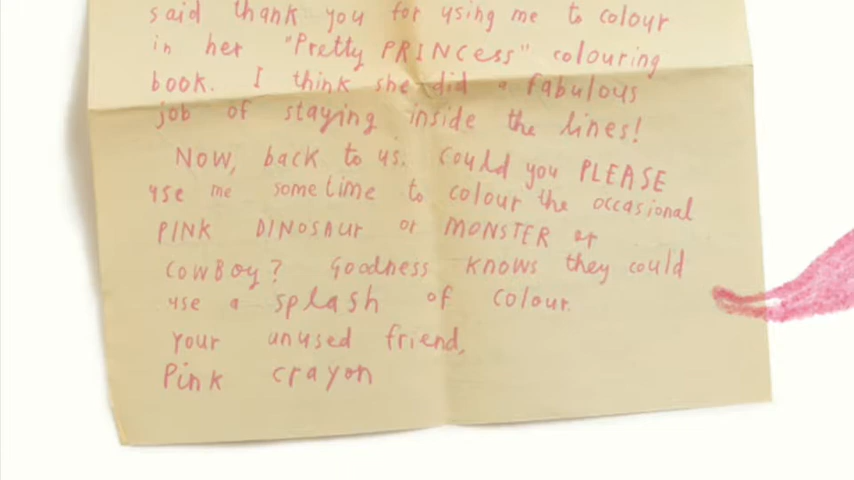 said thank you for using me to colour
in her "Pretty PRINCess" colouring
book. I think she did a fabulous
job of staying inside the lines!
Now, back to us. Could you PLEASE
use me sometime to colour the occasional
PINK DINOSAUR or MONSTER or
COWBOY? Goodness knows they could
use a splash of colour.
Your unused friend,
Pink crayon